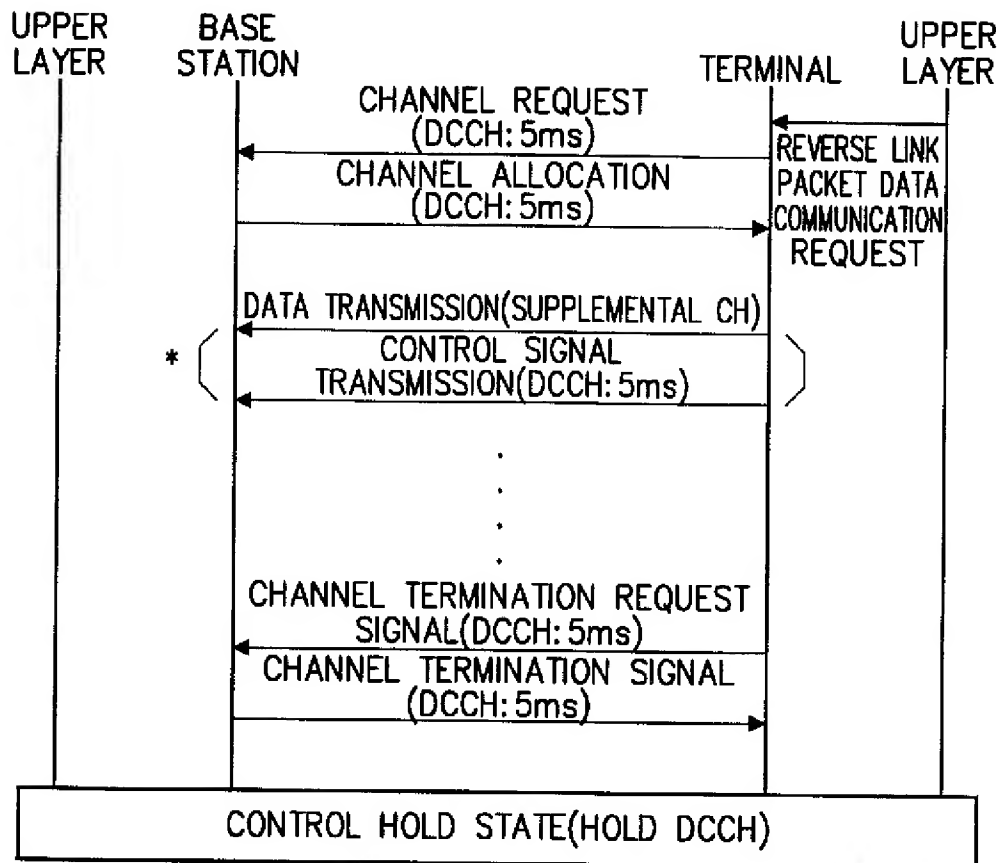 UPPER
LAYER
BASE
STATION
TERMINAL
UPPER
LAYER
CHANNEL REQUEST
(DCCH: 5ms)
REVERSE LINK
PACKET DATA
COMMUNICATION
REQUEST
CHANNEL ALLOCATION
(DCCH: 5ms)
DATA TRANSMISSION(SUPPLEMENTAL CH)
*
CONTROL SIGNAL
TRANSMISSION(DCCH: 5ms)
CHANNEL TERMINATION REQUEST
SIGNAL(DCCH: 5ms)
CHANNEL TERMINATION SIGNAL
(DCCH: 5ms)
CONTROL HOLD STATE(HOLD DCCH)